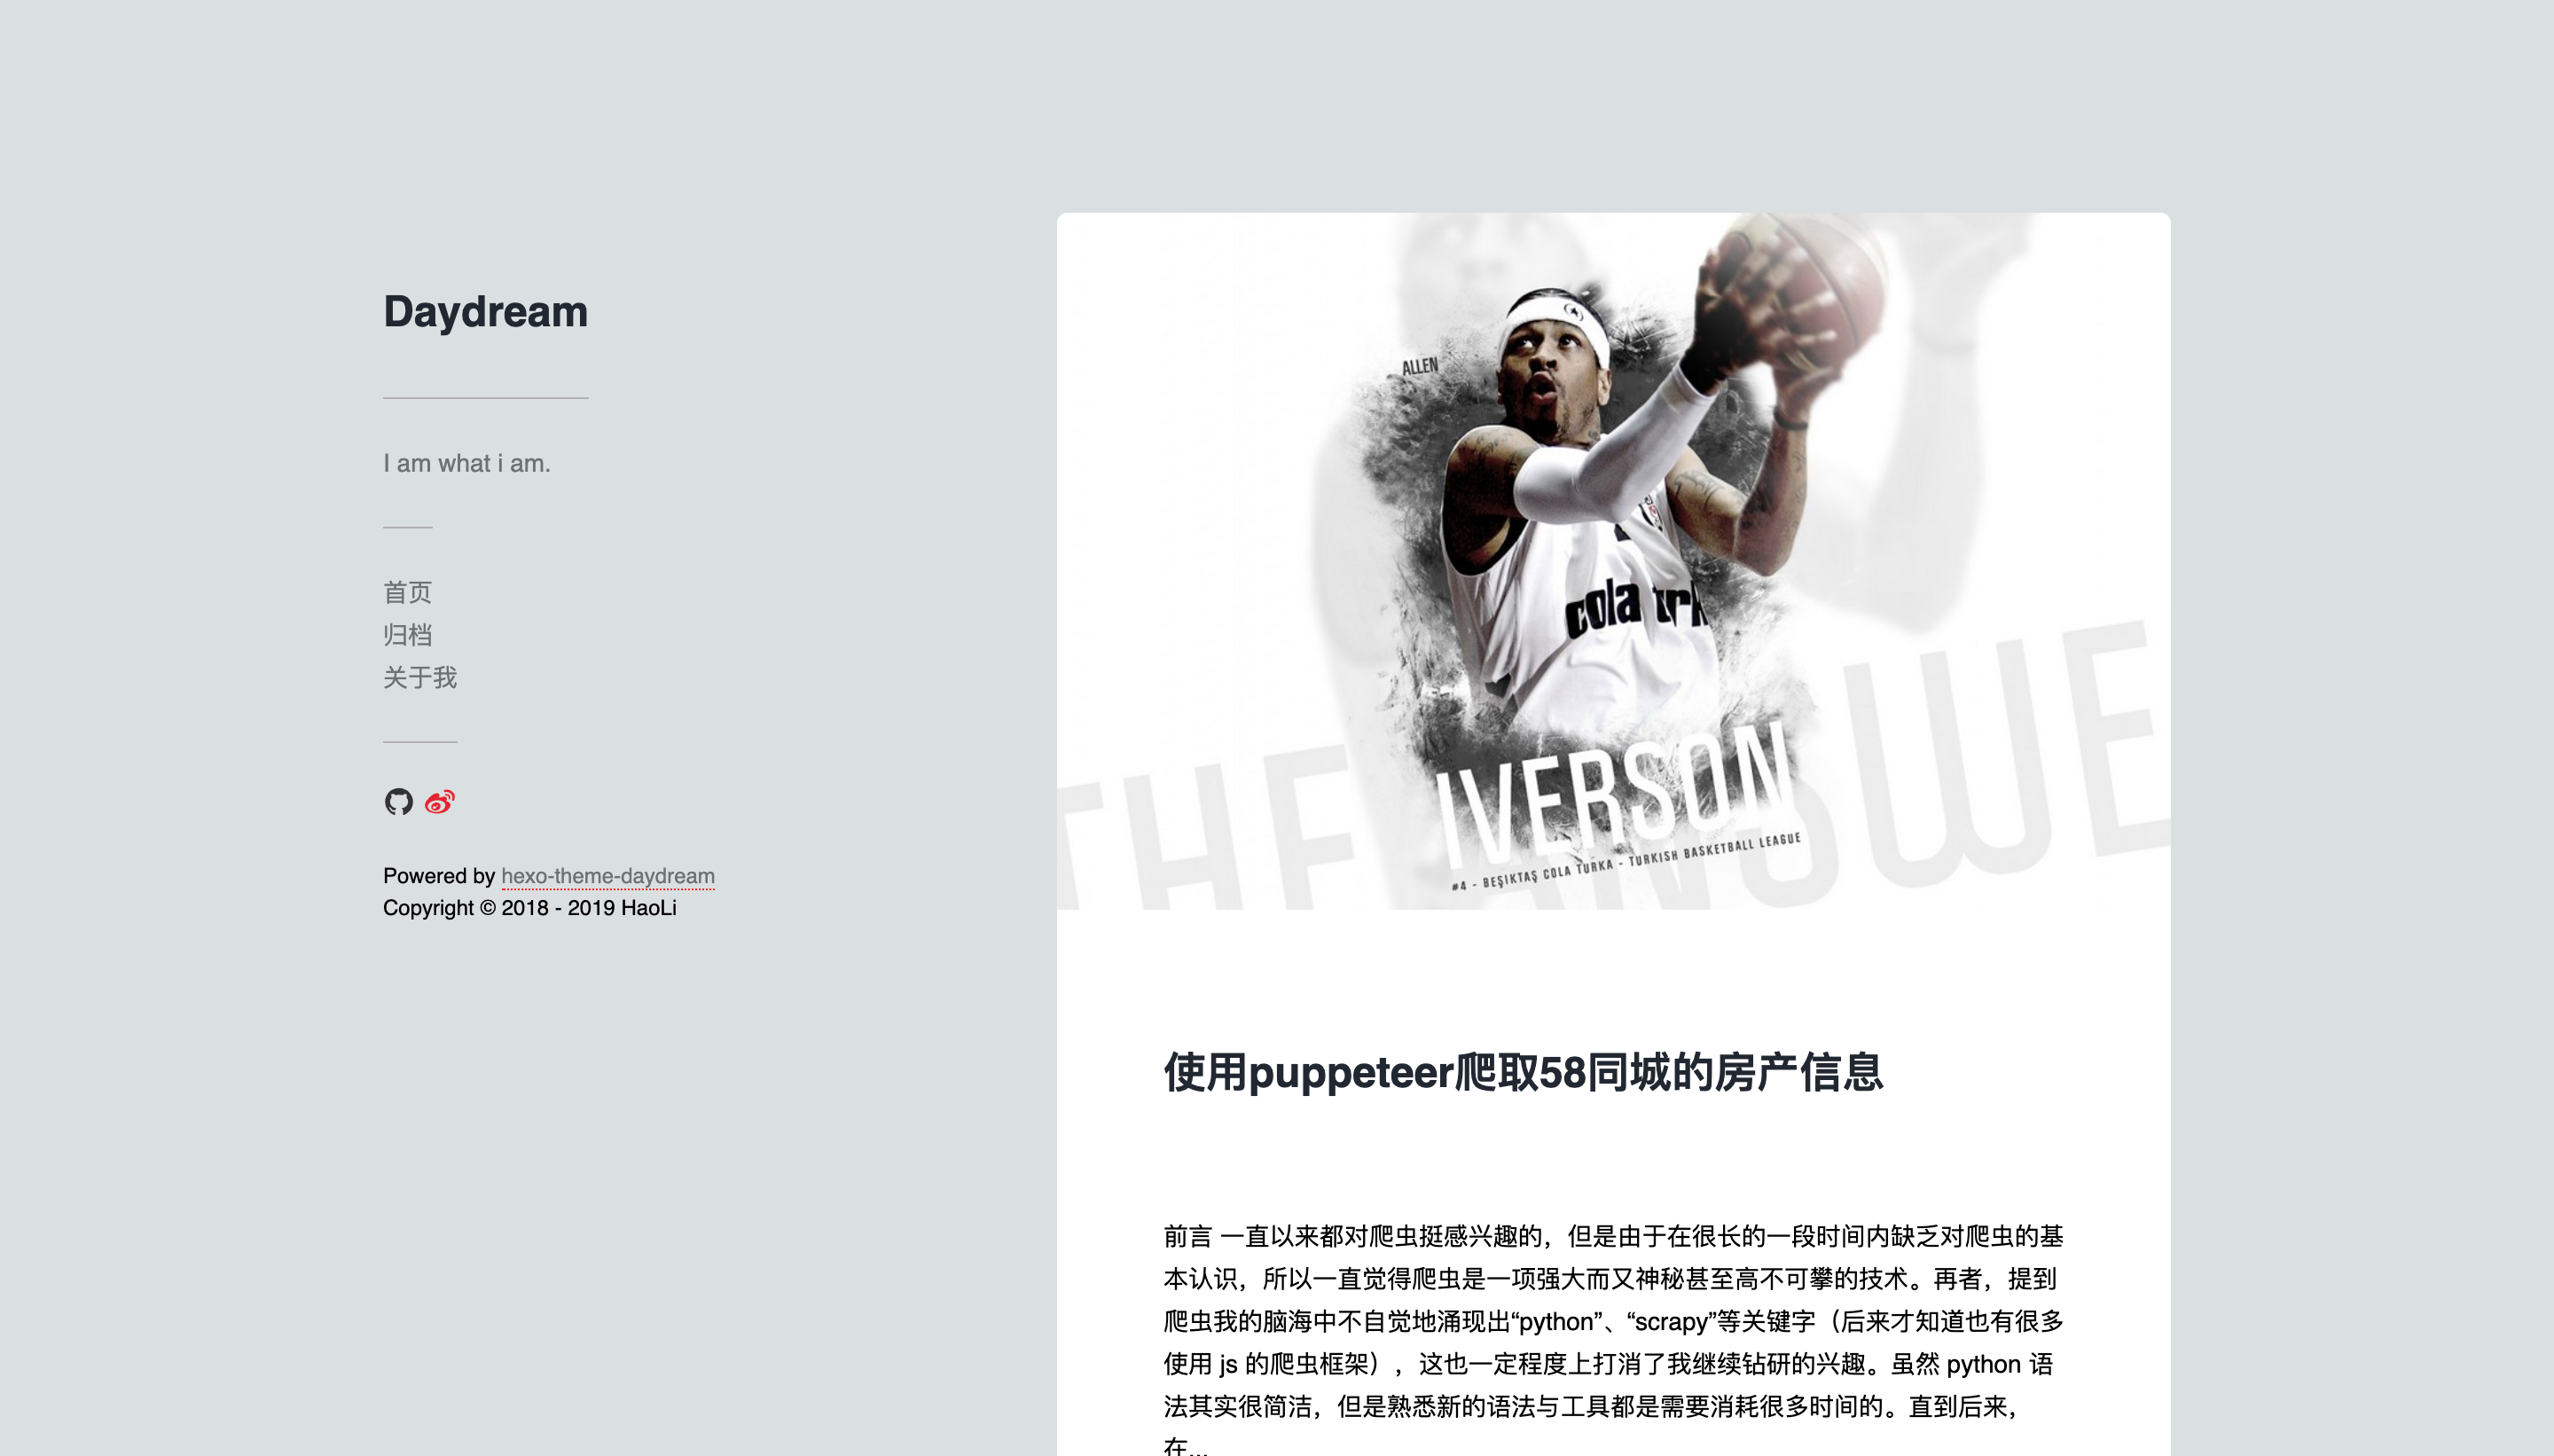 Daydream
I am what i am.
首页
归档
关于我
Powered by hexo-theme-daydream
Copyright © 2018 - 2019 HaoLi
ALLEN
cola turk
IVERSON
#4 - BEŞIKTAŞ COLA TURKA - TURKISH BASKETBALL LEAGUE
THE ANSWE
使用puppeteer爬取58同城的房产信息
前言 一直以来都对爬虫挺感兴趣的，但是由于在很长的一段时间内缺乏对爬虫的基
本认识，所以一直觉得爬虫是一项强大而又神秘甚至高不可攀的技术。再者，提到
爬虫我的脑海中不自觉地涌现出“python”、“scrapy”等关键字（后来才知道也有很多
使用 js 的爬虫框架），这也一定程度上打消了我继续钻研的兴趣。虽然 python 语
法其实很简洁，但是熟悉新的语法与工具都是需要消耗很多时间的。直到后来，
在...